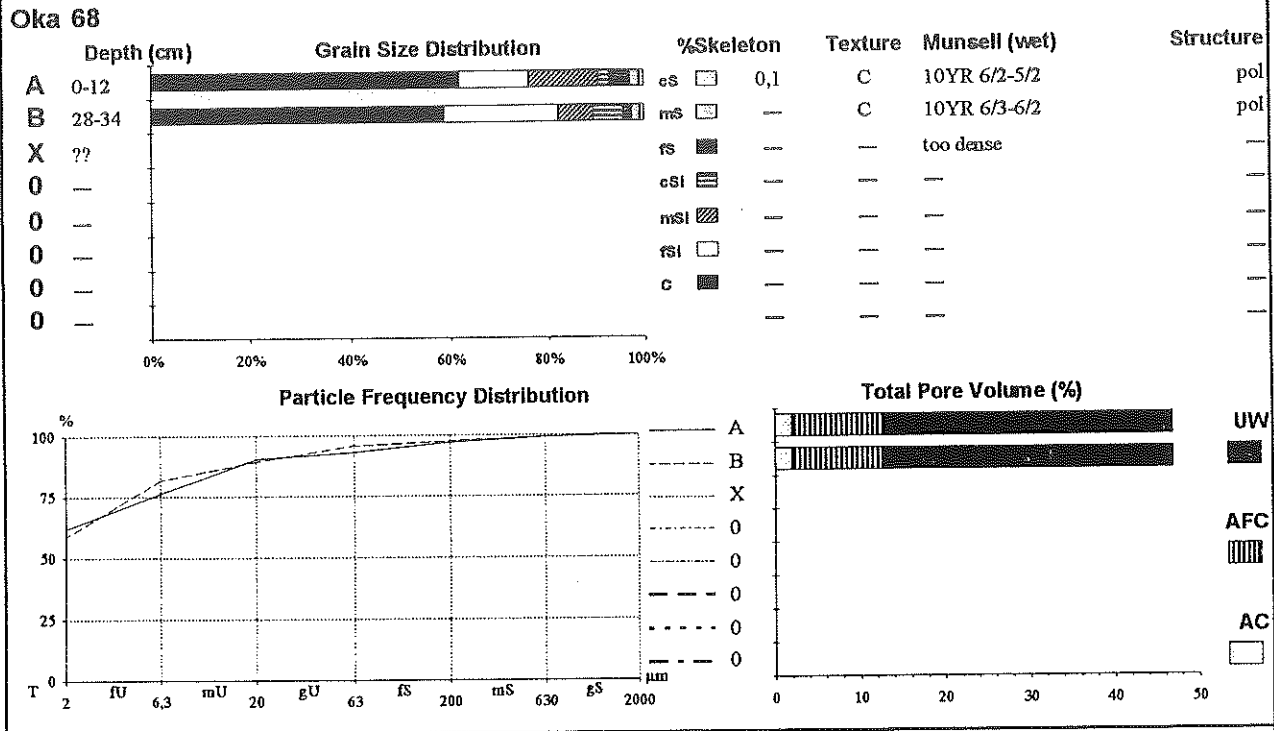 Oka 68
Depth (cm) Grain Size Distribution %Skeleton Texture Munsell (wet) Structure
A 0-12 cS 0,1 C 10YR 6/2-5/2 pol
B 28-34 mS — C 10YR 6/3-6/2 pol
X ?? fS — — too dense —
0 — cSi — — — —
0 — mSi — — — —
0 — fSi — — — —
0 — C — — — —
0 — — — — —
0% 20% 40% 60% 80% 100%
Particle Frequency Distribution
%
100
75
50
25
0
T fU mU gU fS mS gS µm
2 6,3 20 63 200 630 2000
A
B
X
0
0
0
0
0
Total Pore Volume (%)
UW
AFC
AC
0 10 20 30 40 50